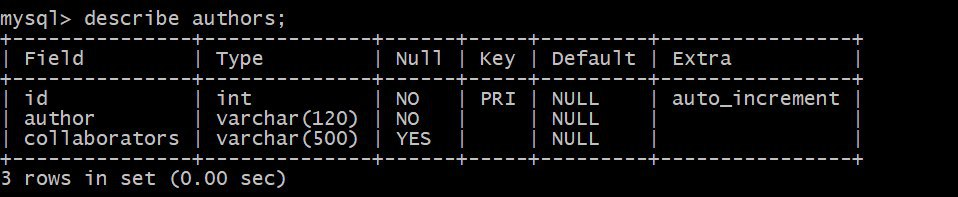 mysql> describe authors;
+---------------+--------------+------+-----+---------+----------------+
| Field         | Type         | Null | Key | Default | Extra          |
+---------------+--------------+------+-----+---------+----------------+
| id            | int          | NO   | PRI | NULL    | auto_increment |
| author        | varchar(120) | NO   |     | NULL    |                |
| collaborators | varchar(500) | YES  |     | NULL    |                |
+---------------+--------------+------+-----+---------+----------------+
3 rows in set (0.00 sec)